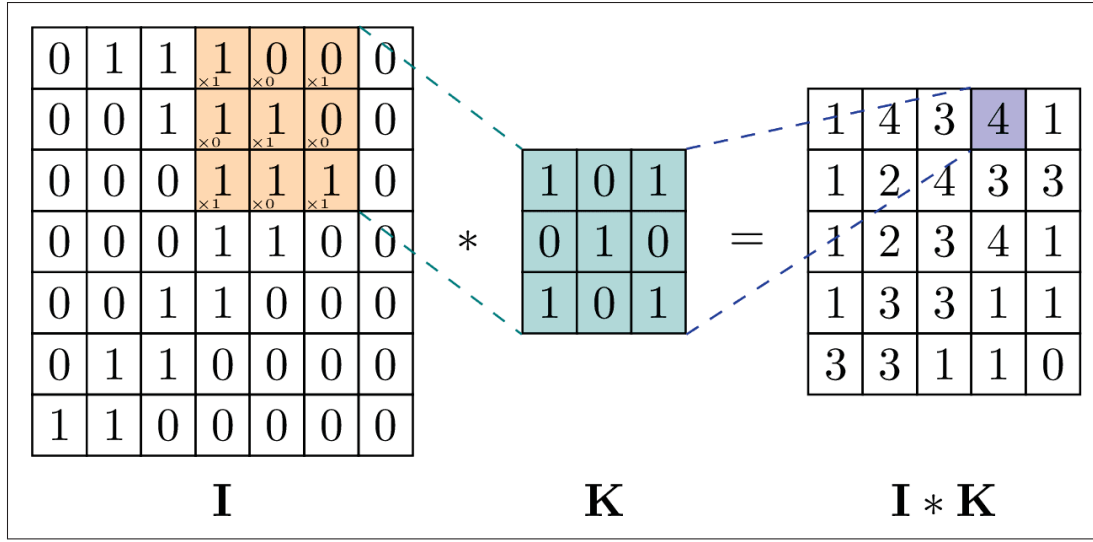 0 1 1 1 0 0 0
×1 ×0 ×1
0 0 1 1 1 0 0
×0 ×1 ×0
0 0 0 1 1 1 0
×1 ×0 ×1
0 0 0 1 1 0 0
0 0 1 1 0 0 0
0 1 1 0 0 0 0
1 1 0 0 0 0 0
I
*
1 0 1
0 1 0
1 0 1
K
=
1 4 3 4 1
1 2 4 3 3
1 2 3 4 1
1 3 3 1 1
3 3 1 1 0
I * K